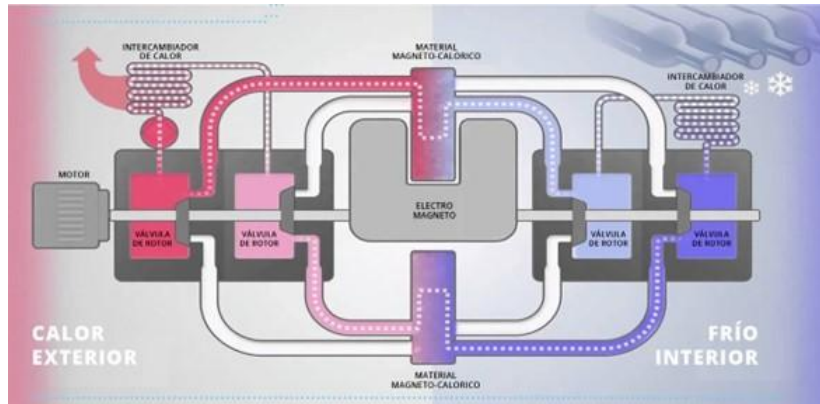 INTERCAMBIADOR
DE CALOR
MATERIAL
MAGNETO-CALORICO
INTERCAMBIADOR
DE CALOR
MOTOR
VÁLVULA
DE ROTOR
VÁLVULA
DE ROTOR
ELECTRO
MAGNETO
VÁLVULA
DE ROTOR
VÁLVULA
DE ROTOR
CALOR
EXTERIOR
FRÍO
INTERIOR
MATERIAL
MAGNETO-CALORICO